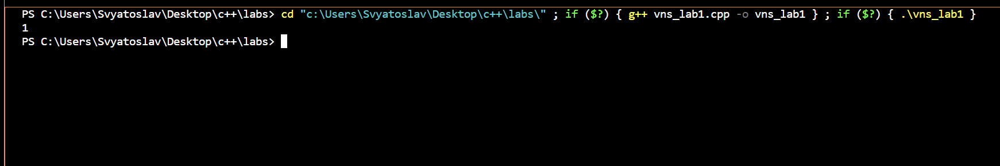 PS C:\Users\Svyatoslav\Desktop\c++\labs> cd "c:\Users\Svyatoslav\Desktop\c++\labs\" ; if ($?) { g++ vns_lab1.cpp -o vns_lab1 } ; if ($?) { .\vns_lab1 }
1
PS C:\Users\Svyatoslav\Desktop\c++\labs>